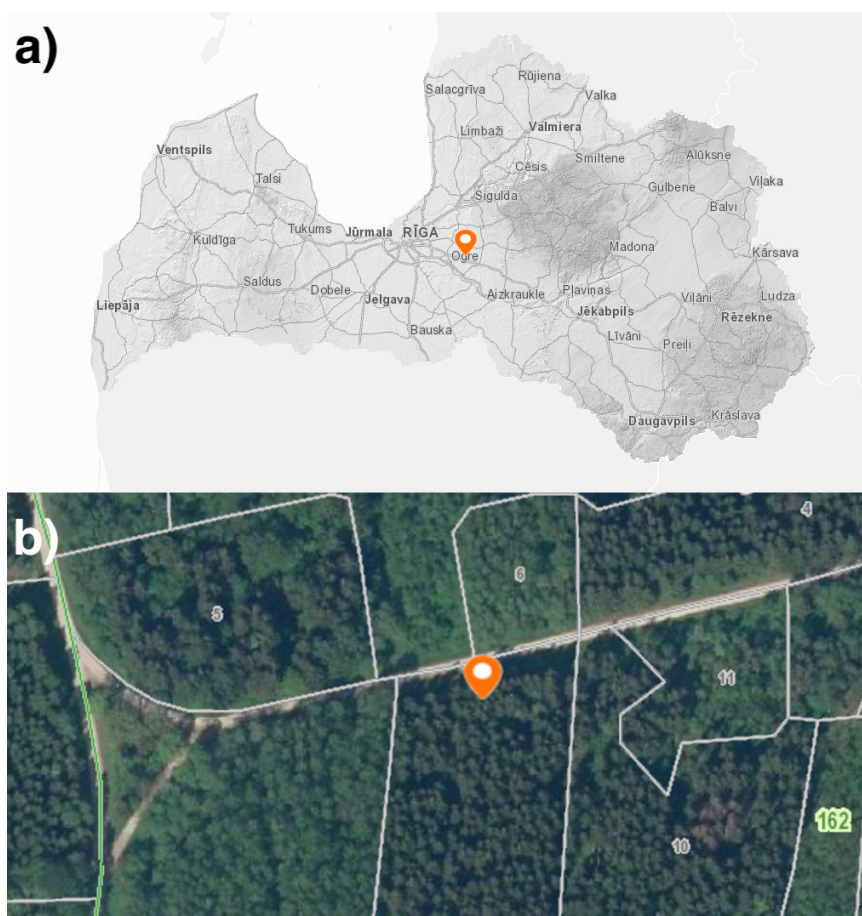 a)
Rūjiena
Salacgrīva
Valka
Limbaži
Valmiera
Ventspils
Cēsis
Smiltene
Alūksne
Talsi
Sigulda
Gulbene
Viļaka
Balvi
Kuldīga
Tukums
Jūrmala
RĪGA
Ogre
Madona
Kārsava
Saldus
Dobele
Jelgava
Aizkraukle
Pļaviņas
Viļāni
Ludza
Liepāja
Bauska
Jēkabpils
Rēzekne
Līvāni
Preiļi
Daugavpils
Krāslava
b)
4
6
5
11
162
10